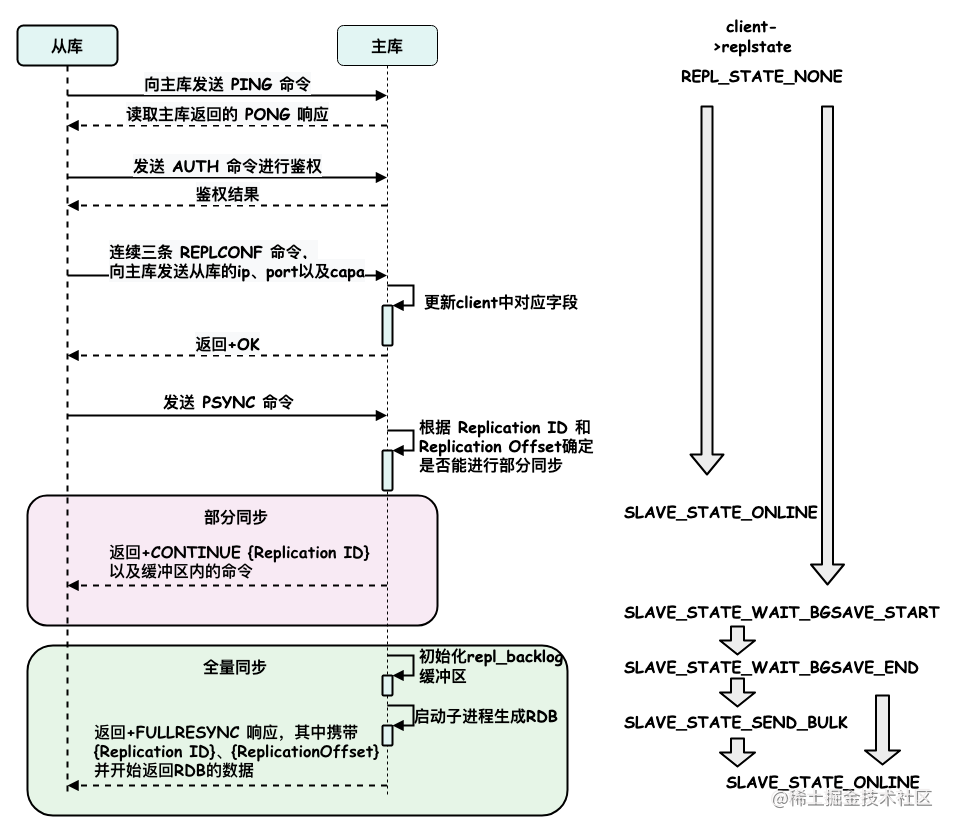 从库
主库
向主库发送 PING 命令
读取主库返回的 PONG 响应
发送 AUTH 命令进行鉴权
鉴权结果
连续三条 REPLCONF 命令,
向主库发送从库的ip、port以及capa
更新client中对应字段
返回+OK
发送 PSYNC 命令
根据 Replication ID 和
Replication Offset确定
是否能进行部分同步
部分同步
返回+CONTINUE {Replication ID}
以及缓冲区内的命令
全量同步
初始化repl_backlog
缓冲区
启动子进程生成RDB
返回+FULLRESYNC 响应，其中携带
{Replication ID}、{ReplicationOffset}
并开始返回RDB的数据
client-
>replstate
REPL_STATE_NONE
SLAVE_STATE_ONLINE
SLAVE_STATE_WAIT_BGSAVE_START
SLAVE_STATE_WAIT_BGSAVE_END
SLAVE_STATE_SEND_BULK
SLAVE_STATE_ONLINE
@稀土掘金技术社区